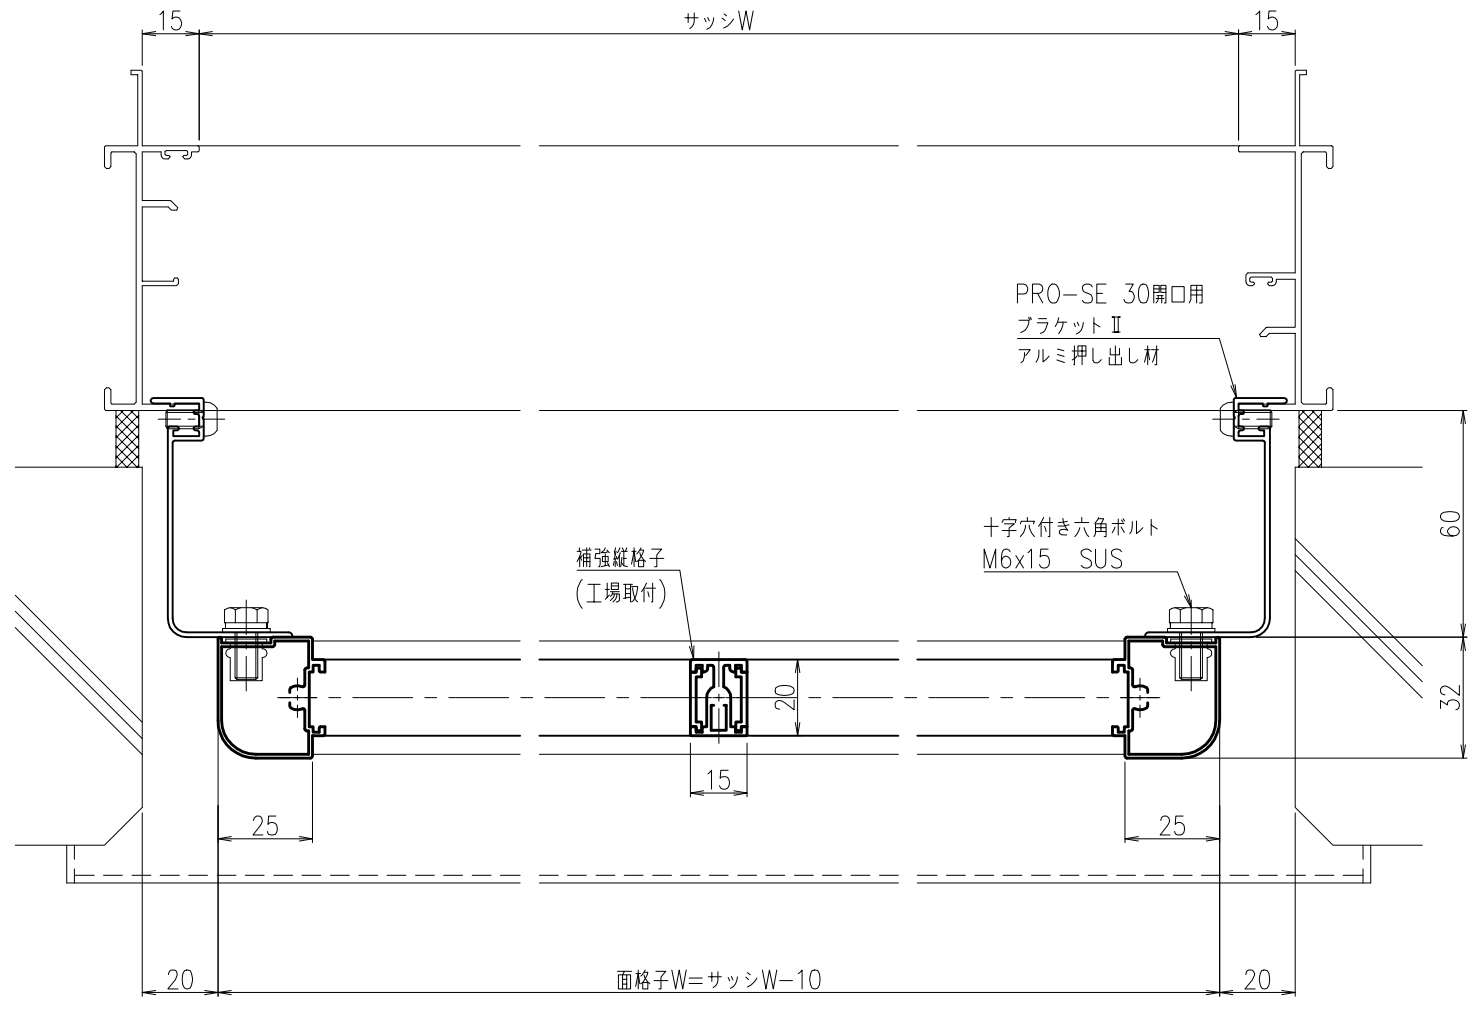 15
サッシW
15
PRO-SE 30開口用
ブラケットⅡ
アルミ押し出し材
十字穴付き六角ボルト
M6x15 SUS
補強縦格子
(工場取付)
60
20
32
15
25
25
20
面格子W=サッシW-10
20